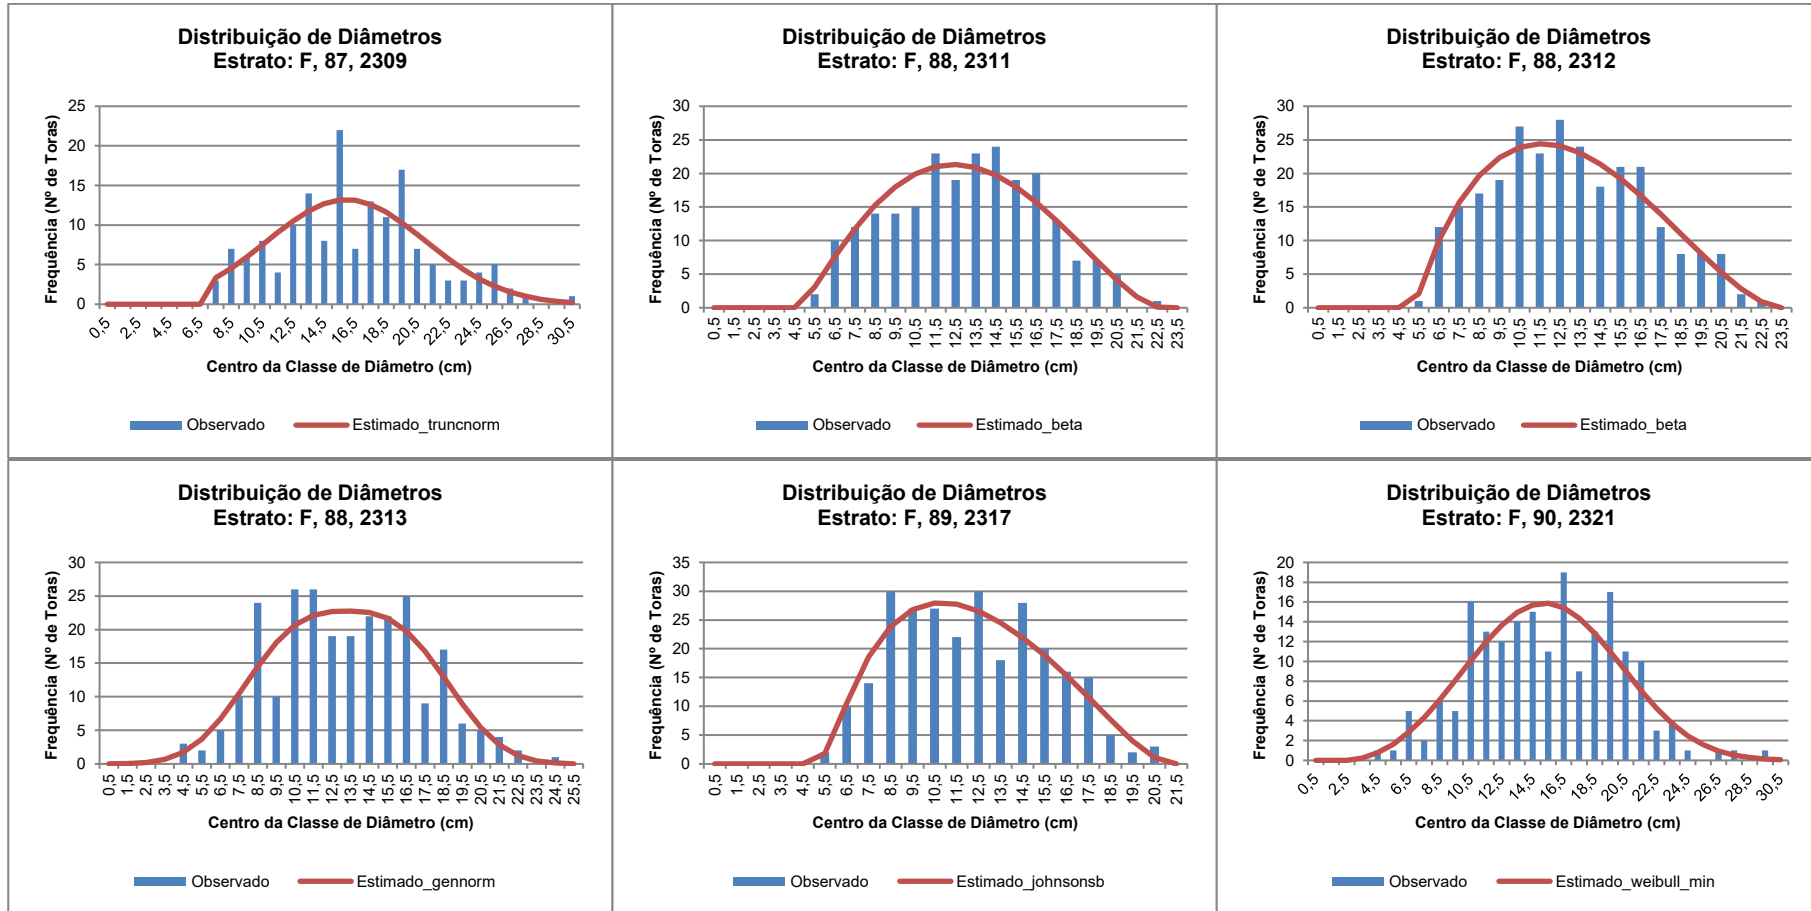 Distribuição de Diâmetros
Estrato: F, 87, 2309
Frequência (Nº de Toras)
25
20
15
10
5
0
0,5 2,5 4,5 6,5 8,5 10,5 12,5 14,5 16,5 18,5 20,5 22,5 24,5 26,5 28,5 30,5
Centro da Classe de Diâmetro (cm)
Observado Estimado_truncnorm
Distribuição de Diâmetros
Estrato: F, 88, 2311
Frequência (Nº de Toras)
30
25
20
15
10
5
0
0,5 1,5 2,5 3,5 4,5 5,5 6,5 7,5 8,5 9,5 10,5 11,5 12,5 13,5 14,5 15,5 16,5 17,5 18,5 19,5 20,5 21,5 22,5 23,5
Centro da Classe de Diâmetro (cm)
Observado Estimado_beta
Distribuição de Diâmetros
Estrato: F, 88, 2312
Frequência (Nº de Toras)
30
25
20
15
10
5
0
0,5 1,5 2,5 3,5 4,5 5,5 6,5 7,5 8,5 9,5 10,5 11,5 12,5 13,5 14,5 15,5 16,5 17,5 18,5 19,5 20,5 21,5 22,5 23,5
Centro da Classe de Diâmetro (cm)
Observado Estimado_beta
Distribuição de Diâmetros
Estrato: F, 88, 2313
Frequência (Nº de Toras)
30
25
20
15
10
5
0
0,5 1,5 2,5 3,5 4,5 5,5 6,5 7,5 8,5 9,5 10,5 11,5 12,5 13,5 14,5 15,5 16,5 17,5 18,5 19,5 20,5 21,5 22,5 23,5 24,5 25,5
Centro da Classe de Diâmetro (cm)
Observado Estimado_gennorm
Distribuição de Diâmetros
Estrato: F, 89, 2317
Frequência (Nº de Toras)
35
30
25
20
15
10
5
0
0,5 1,5 2,5 3,5 4,5 5,5 6,5 7,5 8,5 9,5 10,5 11,5 12,5 13,5 14,5 15,5 16,5 17,5 18,5 19,5 20,5 21,5
Centro da Classe de Diâmetro (cm)
Observado Estimado_johnsonsb
Distribuição de Diâmetros
Estrato: F, 90, 2321
Frequência (Nº de Toras)
20
18
16
14
12
10
8
6
4
2
0
0,5 2,5 4,5 6,5 8,5 10,5 12,5 14,5 16,5 18,5 20,5 22,5 24,5 26,5 28,5 30,5
Centro da Classe de Diâmetro (cm)
Observado Estimado_weibull_min